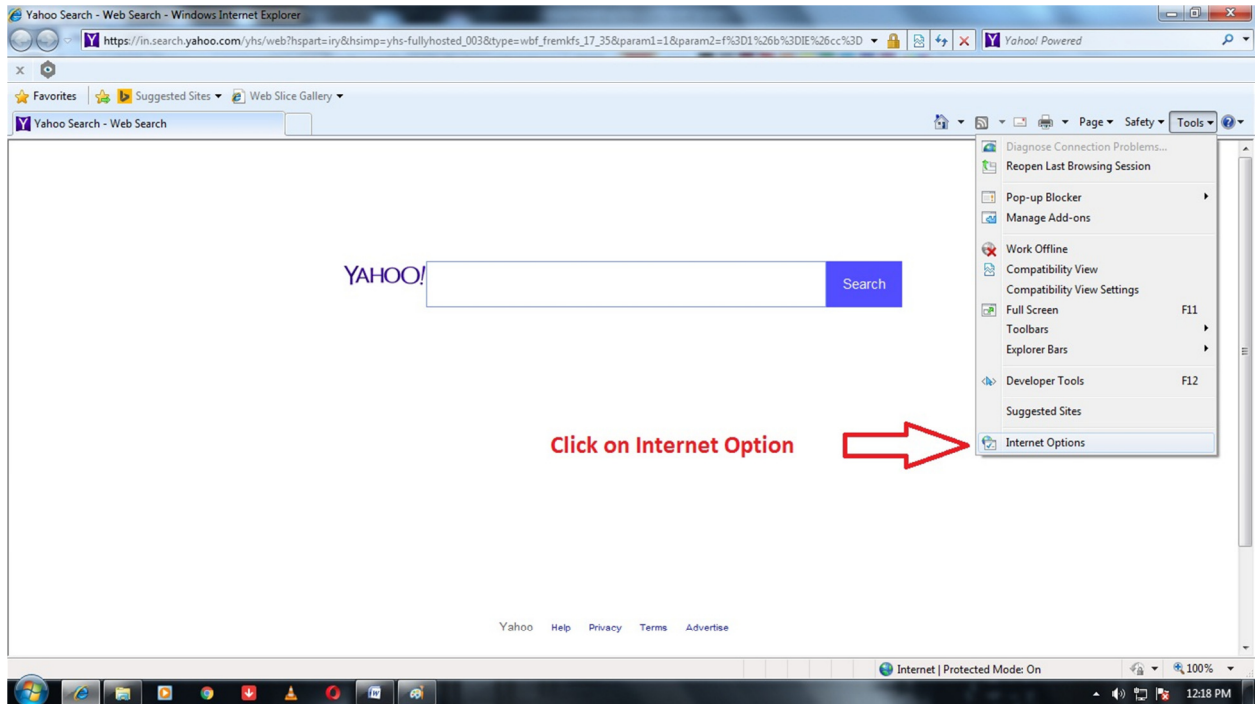 Yahoo Search - Web Search - Windows Internet Explorer
https://in.search.yahoo.com/yhs/web?hspart=iry&hsimp=yhs-fullyhosted_003&type=wbf_fremkfs_17_35&param1=1&param2=f%3D1%26b%3DIE%26cc%3D
Yahoo! Powered
x
Favorites Suggested Sites Web Slice Gallery
Yahoo Search - Web Search
Page Safety Tools
Diagnose Connection Problems...
Reopen Last Browsing Session
Pop-up Blocker
Manage Add-ons
Work Offline
Compatibility View
Compatibility View Settings
Full Screen F11
Toolbars
Explorer Bars
Developer Tools F12
Suggested Sites
Internet Options
YAHOO!
Search
Click on Internet Option
Yahoo Help Privacy Terms Advertise
Internet | Protected Mode: On 100%
12:18 PM